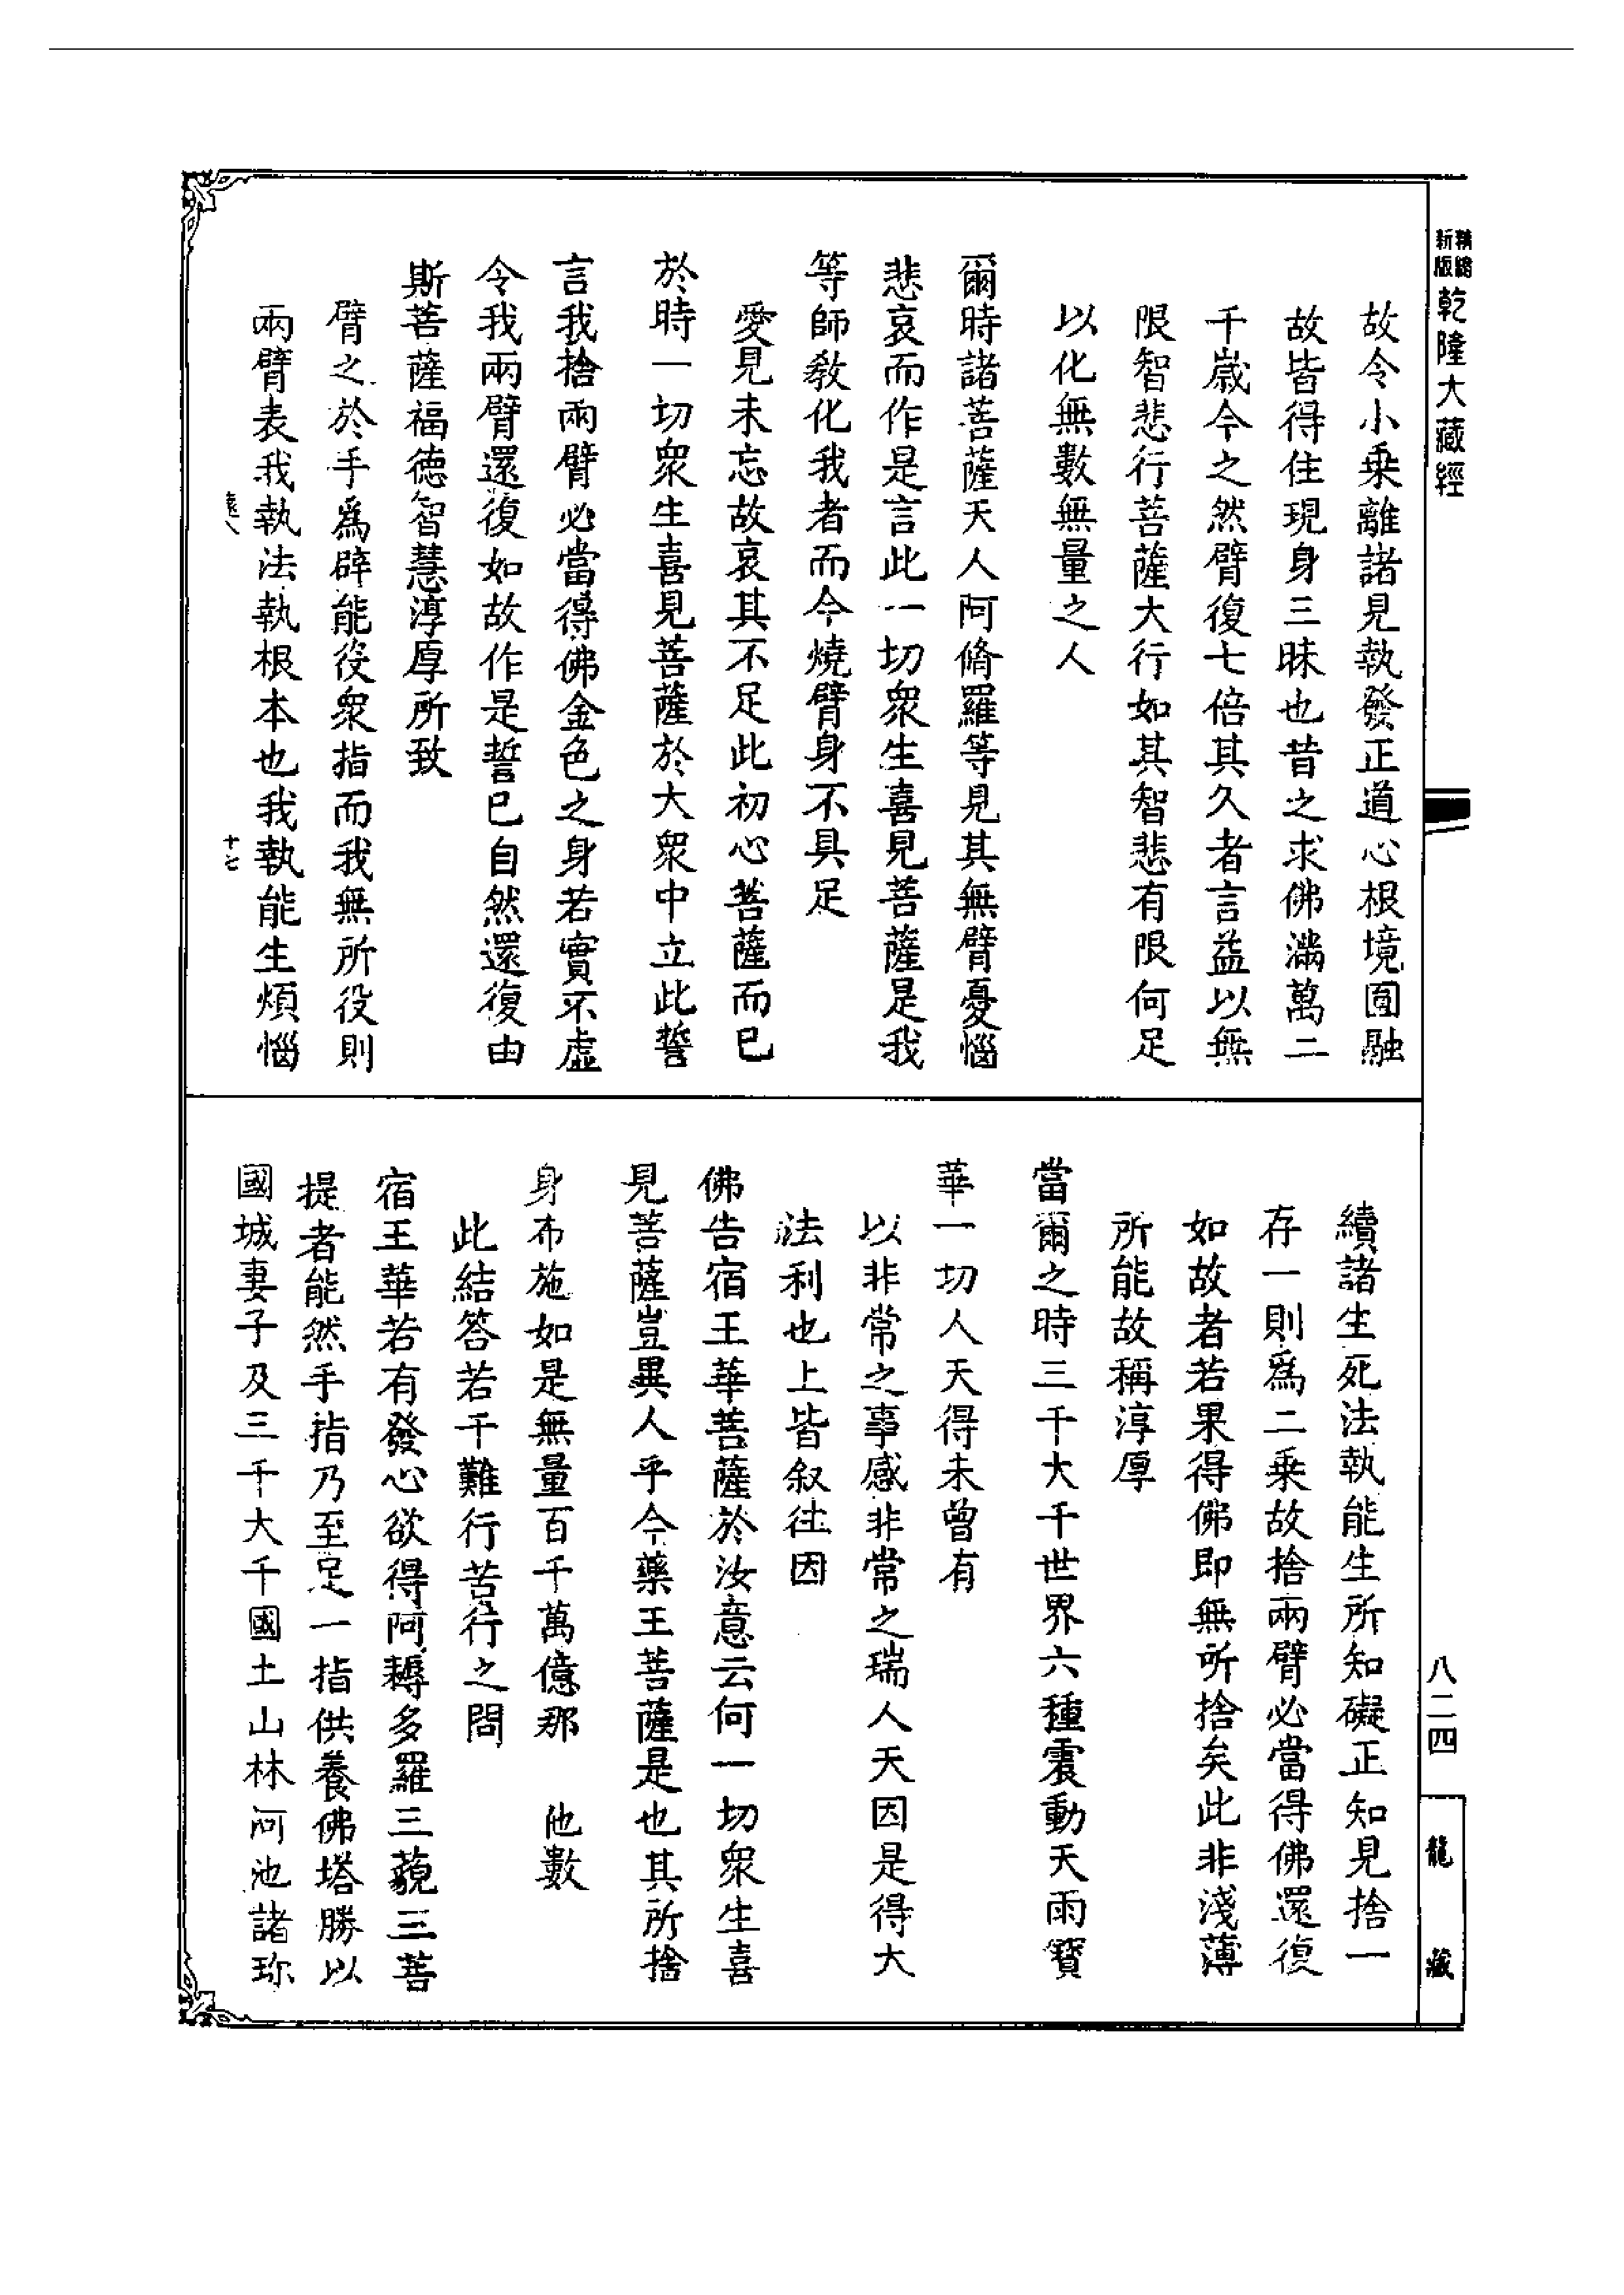 精縮
新版
乾隆大藏經
故令小乗離諸見執發正道心根境圓融
故皆得住現身三昧也昔之求佛滿萬二
千嵗今之然臂復七倍其久者言益以無
限智悲行菩薩大行如其智悲有限何足
以化無數無量之人
爾時諸菩薩天人阿脩羅等見其無臂憂惱
悲哀而作是言此一切衆生喜見菩薩是我
等師敎化我者而今燒臂身不具足
愛見未忘故哀其不足此初心菩薩而已
於時一切衆生喜見菩薩於大衆中立此誓
言我捨兩臂必當得佛金色之身若實不虛
令我兩臂還復如故作是誓已自然還復由
斯菩薩福德智慧淳厚所致
臂之於手爲辟能役衆指而我無所役則
兩臂表我執法執根本也我執能生煩惱
十七
續諸生死法執能生所知礙正知見捨一
存一則爲二乗故捨兩臂必當得佛還復
如故者若果得佛即無所捨矣此非淺薄
所能故稱淳厚
當爾之時三千大千世界六種震動天雨寳
華一切人天得未曾有
以非常之事感非常之瑞人天因是得大
法利也上皆叙往因
佛告宿王華菩薩於汝意云何一切衆生喜
見菩薩豈異人乎今藥王菩薩是也其所捨
身布施如是無量百千萬億那 他數
此結答若干難行苦行之問
宿王華若有發心欲得阿耨多羅三藐三菩
提者能然手指乃至足一指供養佛塔勝以
國城妻子及三千大千國土山林河池諸珎
八二四
龍藏